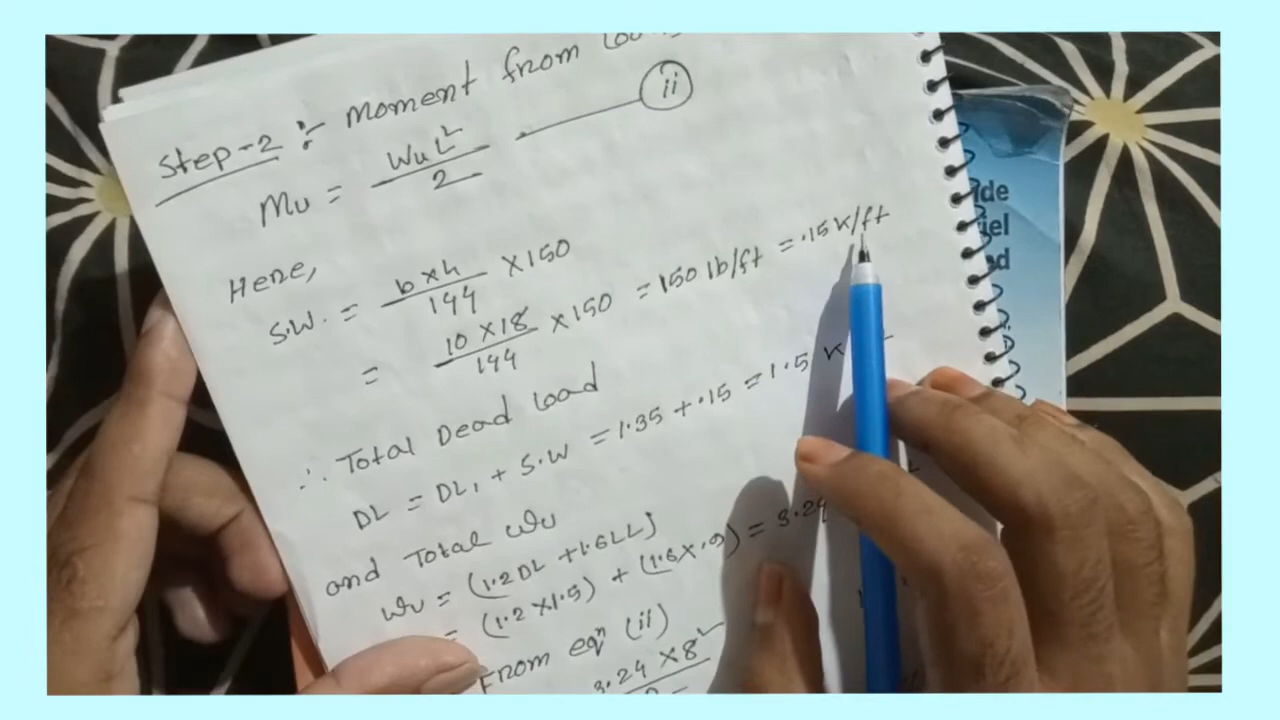 Step-2 : Moment from
Mu = WuL²/2 (ii)
Here,
S.W. = b×h/144 ×150
= 10×18/144 ×150 = 150 lb/ft = .15 K/ft
∴ Total Dead Load
DL = DL₁ + S.W = 1.35 + .15 = 1.5 K
and Total Wu
Wu = (1.2DL + 1.6LL)
= (1.2×1.5) + (1.6×.9) = 3.24
From eqn (ii)
3.24×8²